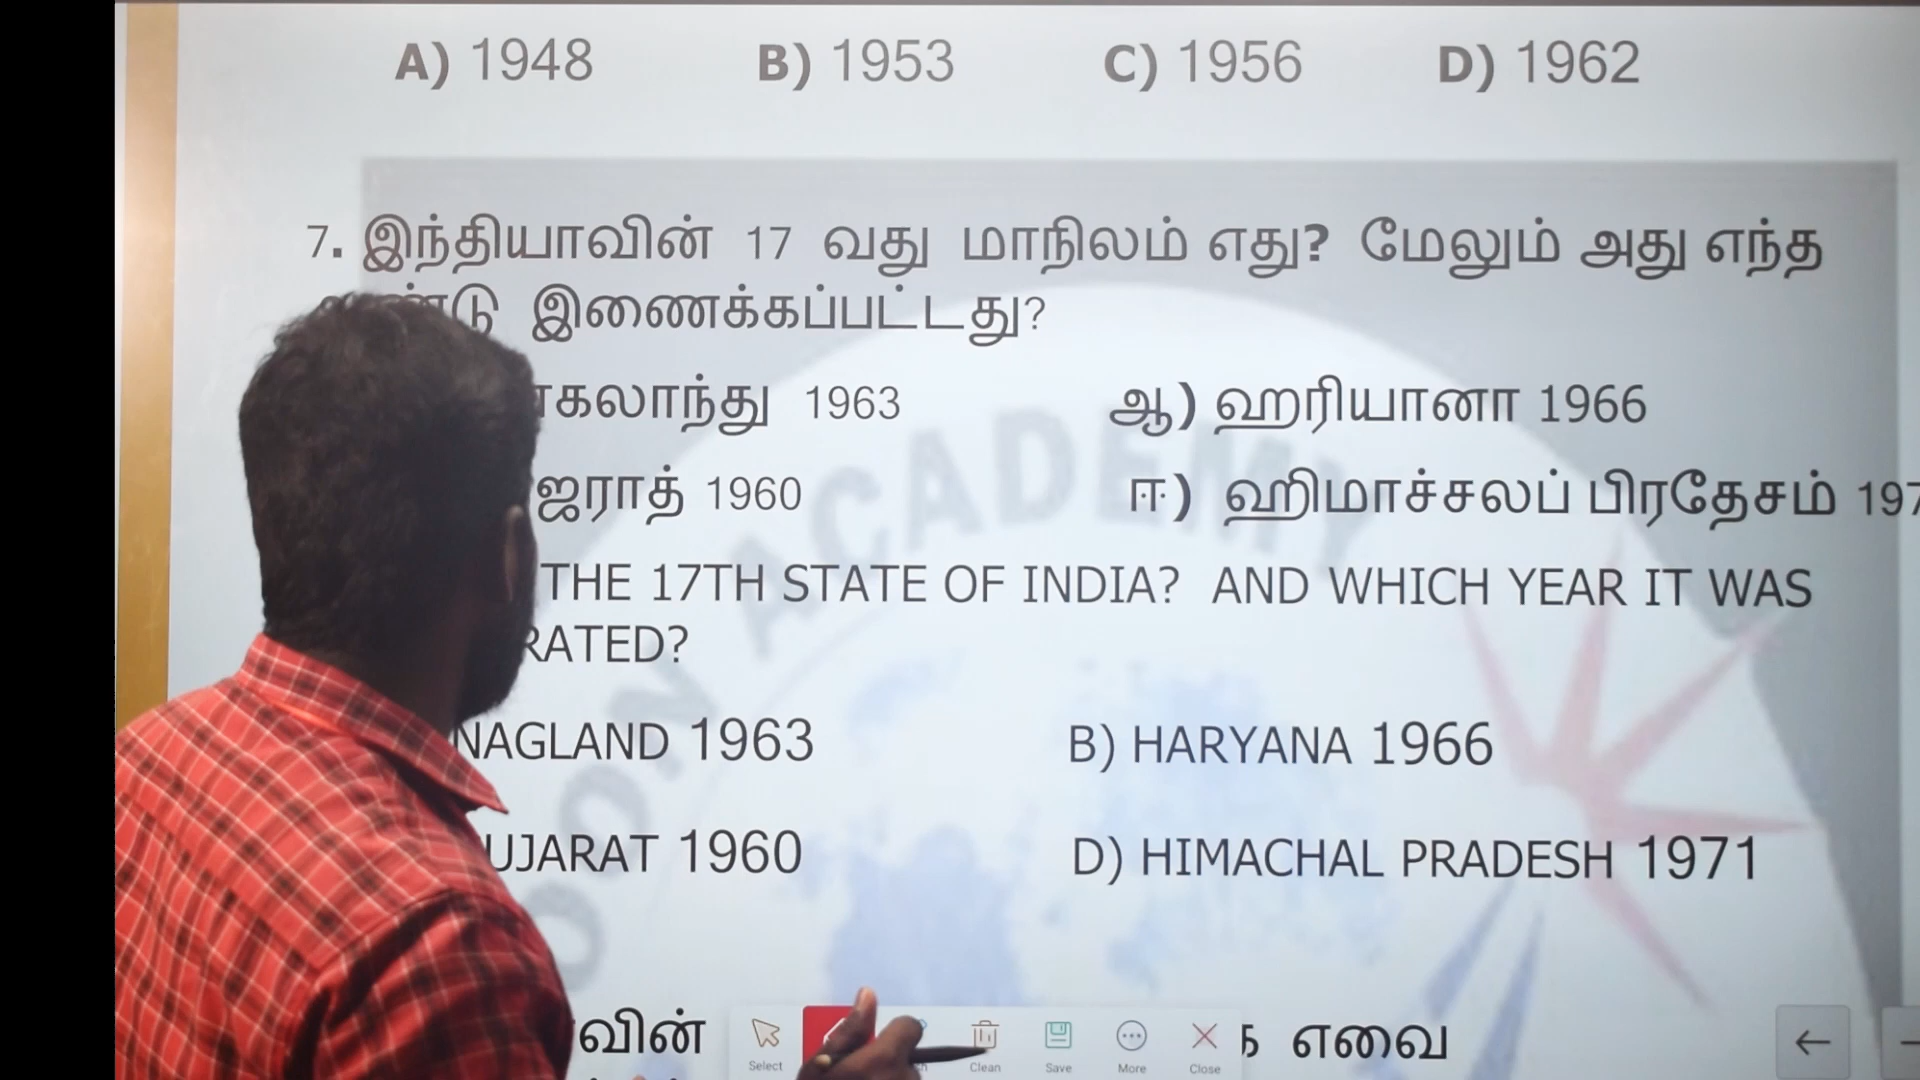 A) 1948 B) 1953 C) 1956 D) 1962
7. இந்தியாவின் 17 வது மாநிலம் எது? மேலும் அது எந்த
இணைக்கப்பட்டது?
1963 ஆ) ஹரியானா 1966
1960 ஈ) ஹிமாச்சலப் பிரதேசம்
THE 17TH STATE OF INDIA? AND WHICH YEAR IT WAS
RATED?
NAGLAND 1963 B) HARYANA 1966
UJARAT 1960 D) HIMACHAL PRADESH 1971
ACADEMY
எவை
Select Clean Save More Close